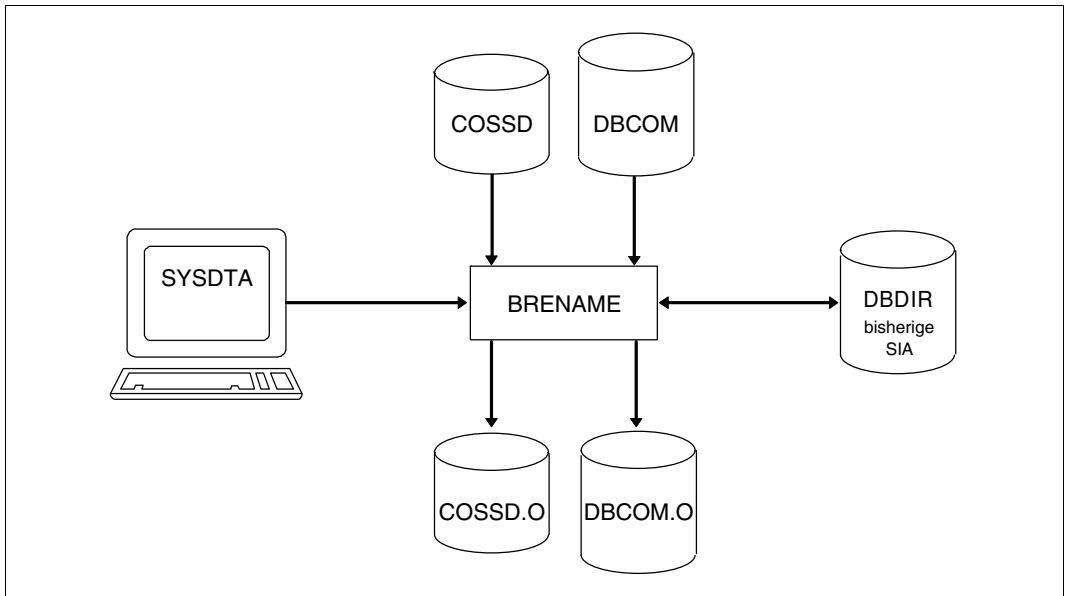 COSSD
DBCOM
SYSDTA
BRENAME
DBDIR
bisherige
SIA
COSSD.O
DBCOM.O